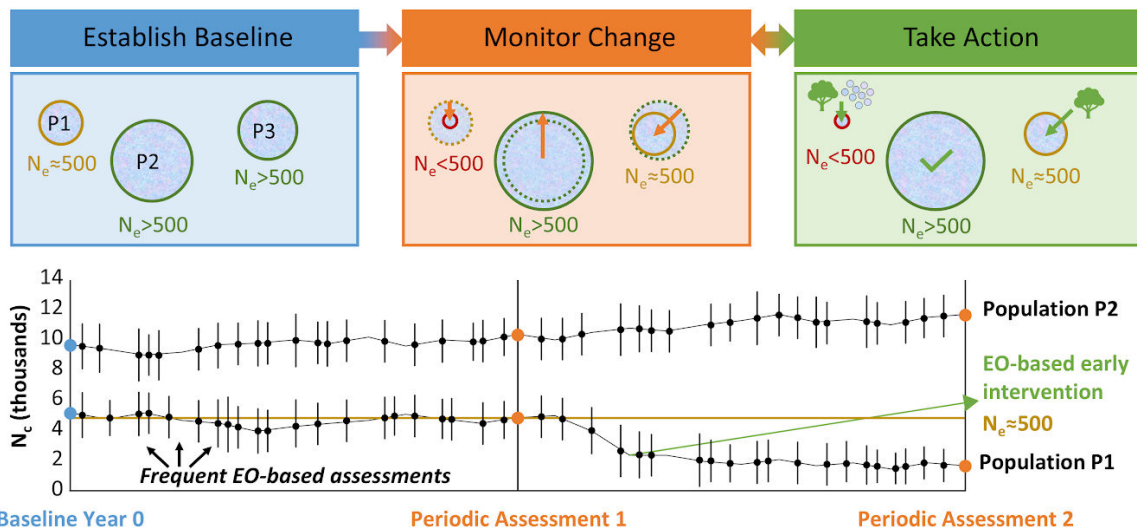 Establish Baseline
Monitor Change
Take Action
P1
P2
P3
Nₑ≈500
Nₑ>500
Nₑ>500
Nₑ<500
Nₑ≈500
Nₑ>500
Nₑ<500
Nₑ≈500
Nₑ>500
N_c (thousands)
14
12
10
8
6
4
2
0
Frequent EO-based assessments
Population P2
EO-based early
intervention
Nₑ≈500
Population P1
Baseline Year 0
Periodic Assessment 1
Periodic Assessment 2